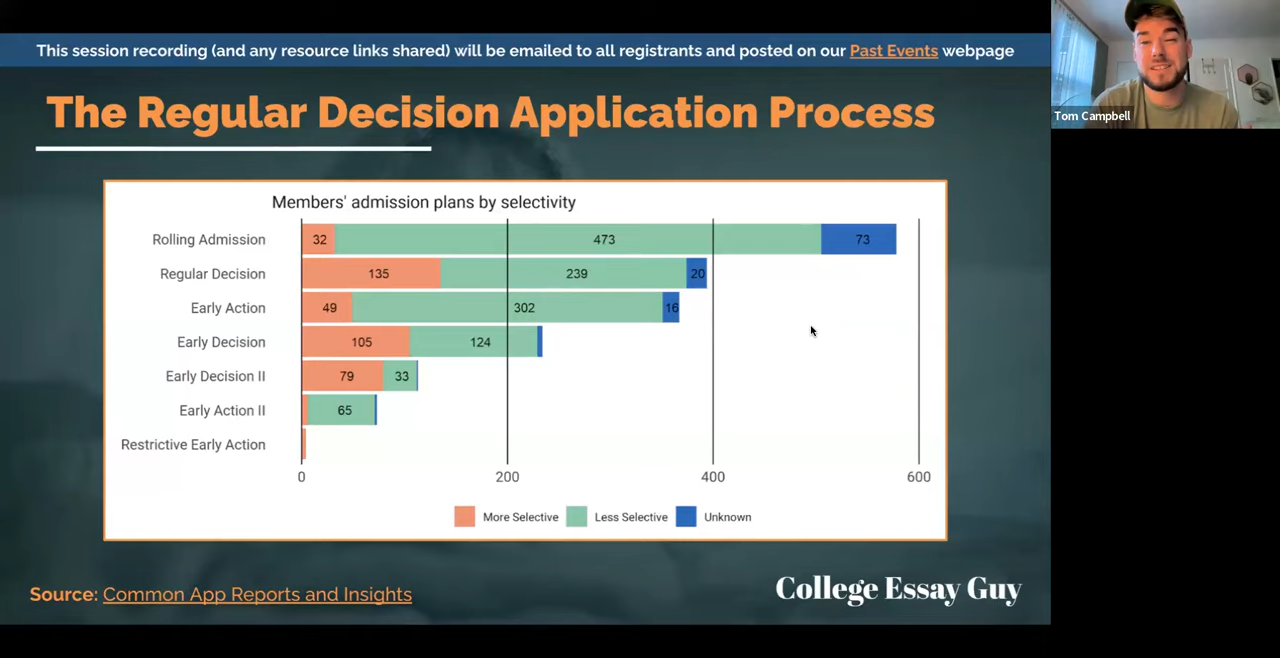 This session recording (and any resource links shared) will be emailed to all registrants and posted on our Past Events webpage
Tom Campbell
The Regular Decision Application Process
Members' admission plans by selectivity
Rolling Admission 32 473 73
Regular Decision 135 239 20
Early Action 49 302 16
Early Decision 105 124
Early Decision II 79 33
Early Action II 65
Restrictive Early Action
0 200 400 600
More Selective Less Selective Unknown
Source: Common App Reports and Insights
College Essay Guy